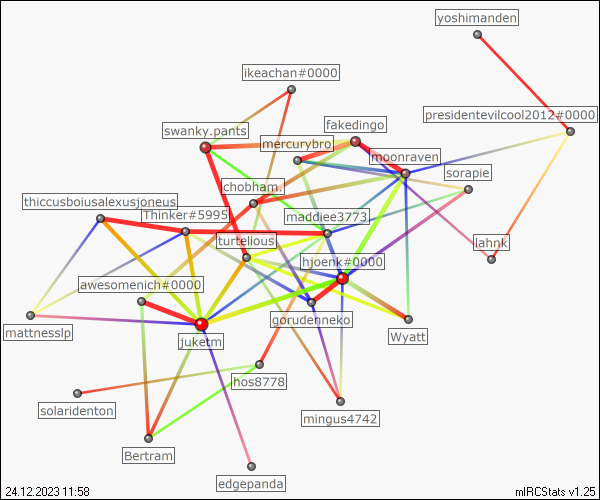 yoshimanden
ikeachan#0000
presidentevilcool2012#0000
swanky.pants
fakedingo
mercurybro
moonraven
sorapie
chobham.
thiccusboiusalexusjoneus
Thinker#5995
maddiee3773
turtelious
lahnk
hjoenk#0000
awesomenich#0000
gorudenneko
mattnesslp
juketm
Wyatt
hos8778
solaridenton
mingus4742
Bertram
edgepanda
24.12.2023 11:58
mIRCStats v1.25